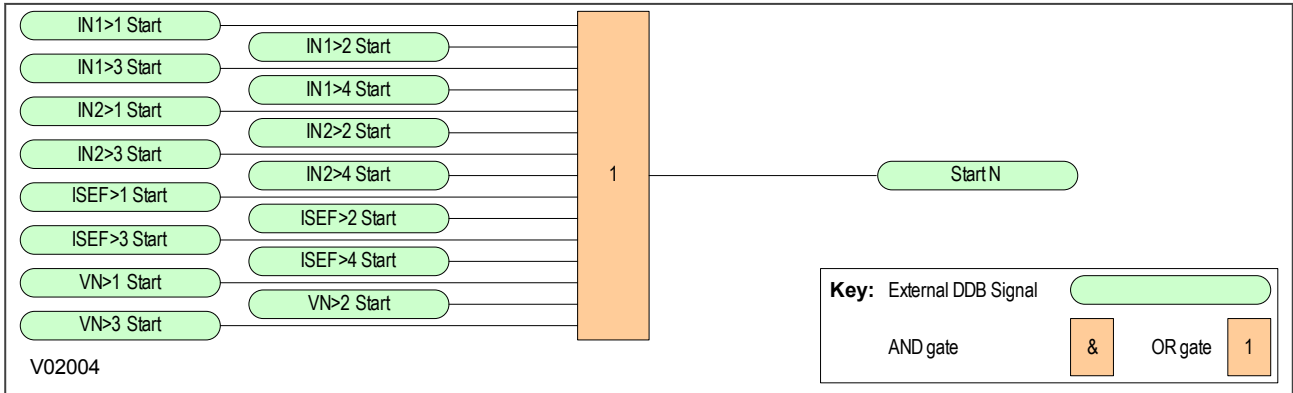 IN1>1 Start
IN1>2 Start
IN1>3 Start
IN1>4 Start
IN2>1 Start
IN2>2 Start
IN2>3 Start
IN2>4 Start
ISEF>1 Start
ISEF>2 Start
ISEF>3 Start
ISEF>4 Start
VN>1 Start
VN>2 Start
VN>3 Start
1
Start N
Key: External DDB Signal
AND gate & OR gate 1
V02004